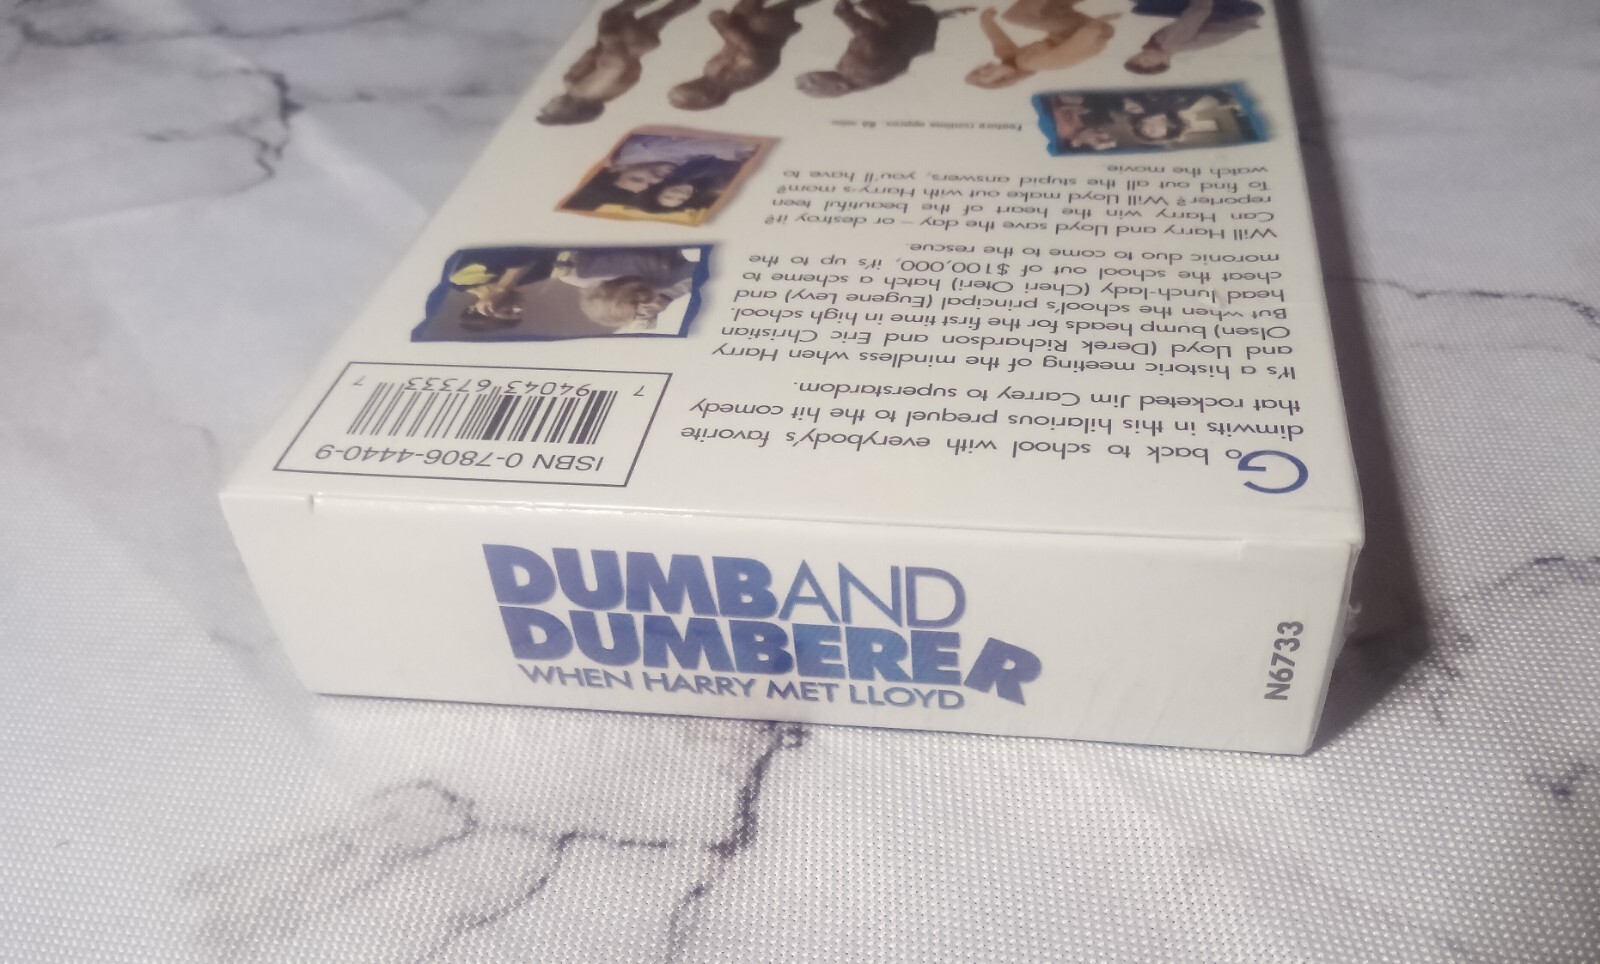 DUMB AND
DUMBERER
WHEN HARRY MET LLOYD
N6733
Go back to school with everybody's favorite
dimwits in this hilarious prequel to the hit comedy
that rocketed Jim Carrey to superstardom.
It's a historic meeting of the mindless when Harry
and Lloyd (Derek Richardson and Eric Christian
Olsen) bump heads for the first time in high school.
But when the school's principal (Eugene Levy) and
head lunch-lady (Cheri Oteri) hatch a scheme to
cheat the school out of $100,000, it's up to the
moronic duo to come to the rescue.
Will Harry and Lloyd save the day – or destroy it?
Can Harry win the heart of the beautiful teen
reporter? Will Lloyd make out with Harry's mom?
To find out all the stupid answers, you'll have to
watch the movie
Feature runtime approx. min.
ISBN 0-7806-4440-9
7 94043 67333 7